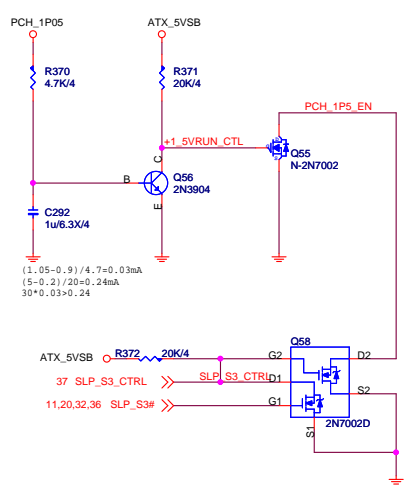 PCH_1P05
ATX_5VSB
R370
4.7K/4
R371
20K/4
PCH_1P5_EN
+1_5VRUN_CTL
Q55
N-2N7002
C
B
Q56
2N3904
E
C292
1u/6.3X/4
(1.05-0.9)/4.7=0.03mA
(5-0.2)/20=0.24mA
30*0.03>0.24
Q58
ATX_5VSB
R372
20K/4
G2
D2
37 SLP_S3_CTRL
SLP_S3_CTRL
D1
S2
11,20,32,36 SLP_S3#
G1
S1
2N7002D